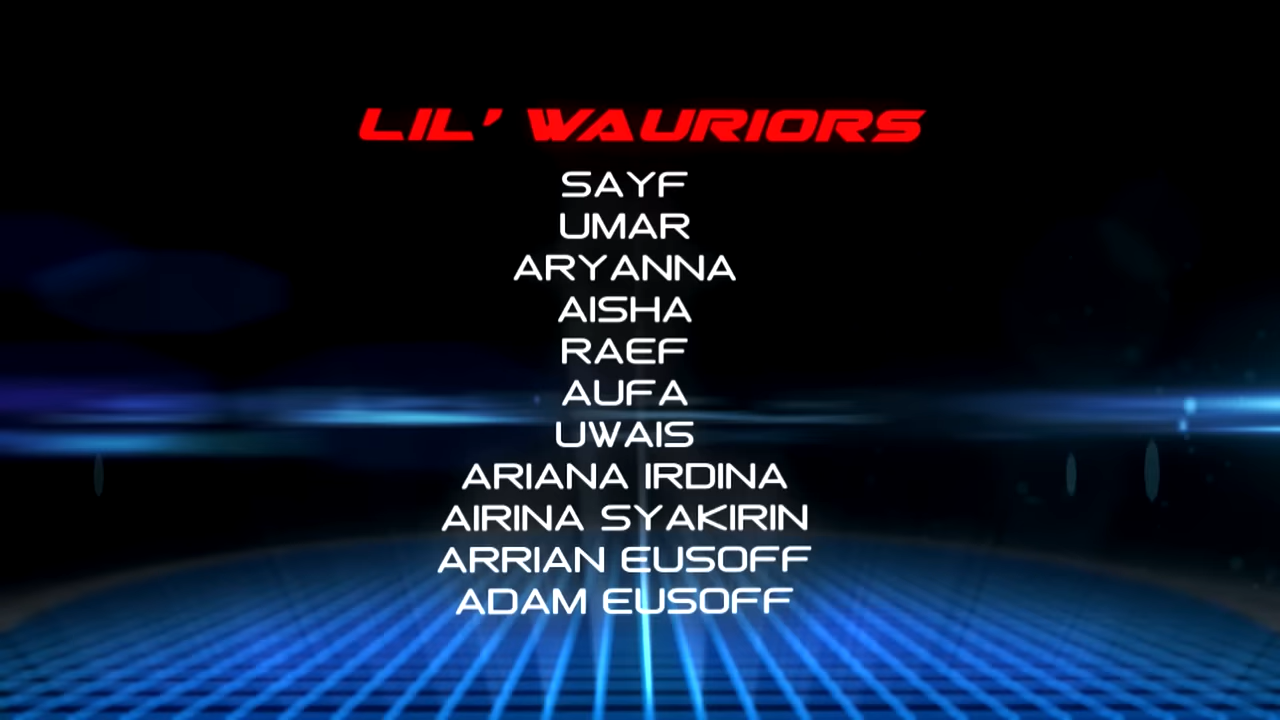 LIL' WAURIORS
SAYF
UMAR
ARYANNA
AISHA
RAEF
AUFA
UWAIS
ARIANA IRDINA
AIRINA SYAKIRIN
ARRIAN EUSOFF
ADAM EUSOFF